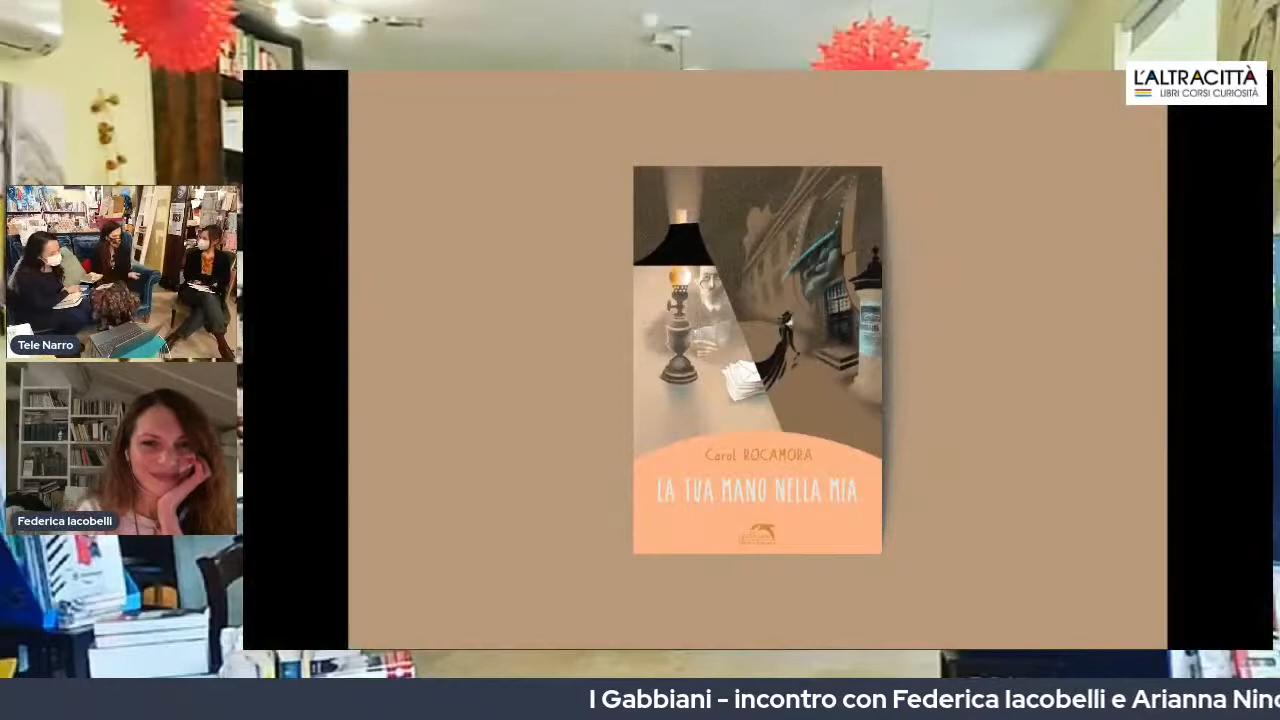 L'ALTRACITTÀ
LIBRI CORSI CURIOSITÀ
Tele Narro
Federica Iacobelli
Carol ROCAMORA
LA TUA MANO NELLA MIA
I Gabbiani - incontro con Federica Iacobelli e Arianna Nin